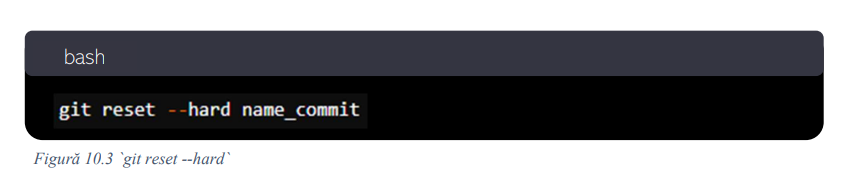 bash
git reset --hard name_commit
Figură 10.3 `git reset --hard`